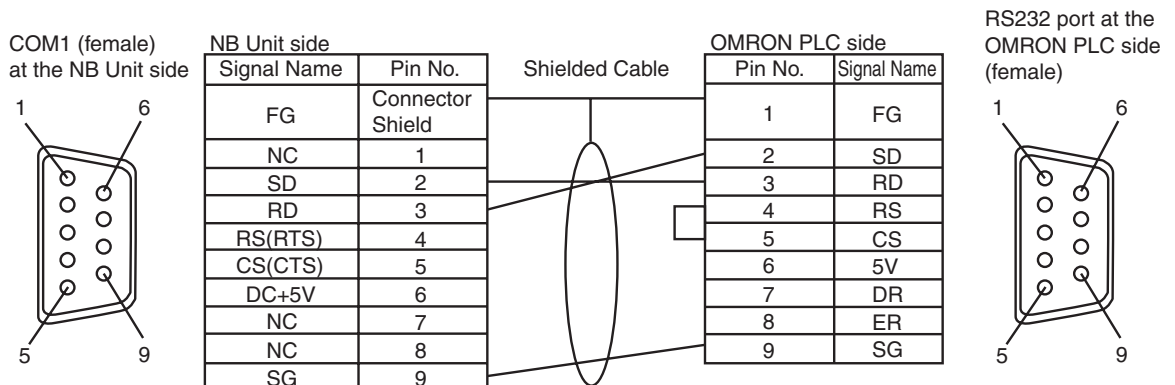 COM1 (female)
at the NB Unit side
1 6
5 9
NB Unit side
Signal Name Pin No.
FG Connector Shield
NC 1
SD 2
RD 3
RS(RTS) 4
CS(CTS) 5
DC+5V 6
NC 7
NC 8
SG 9
Shielded Cable
OMRON PLC side
Pin No. Signal Name
1 FG
2 SD
3 RD
4 RS
5 CS
6 5V
7 DR
8 ER
9 SG
RS232 port at the
OMRON PLC side
(female)
1 6
5 9